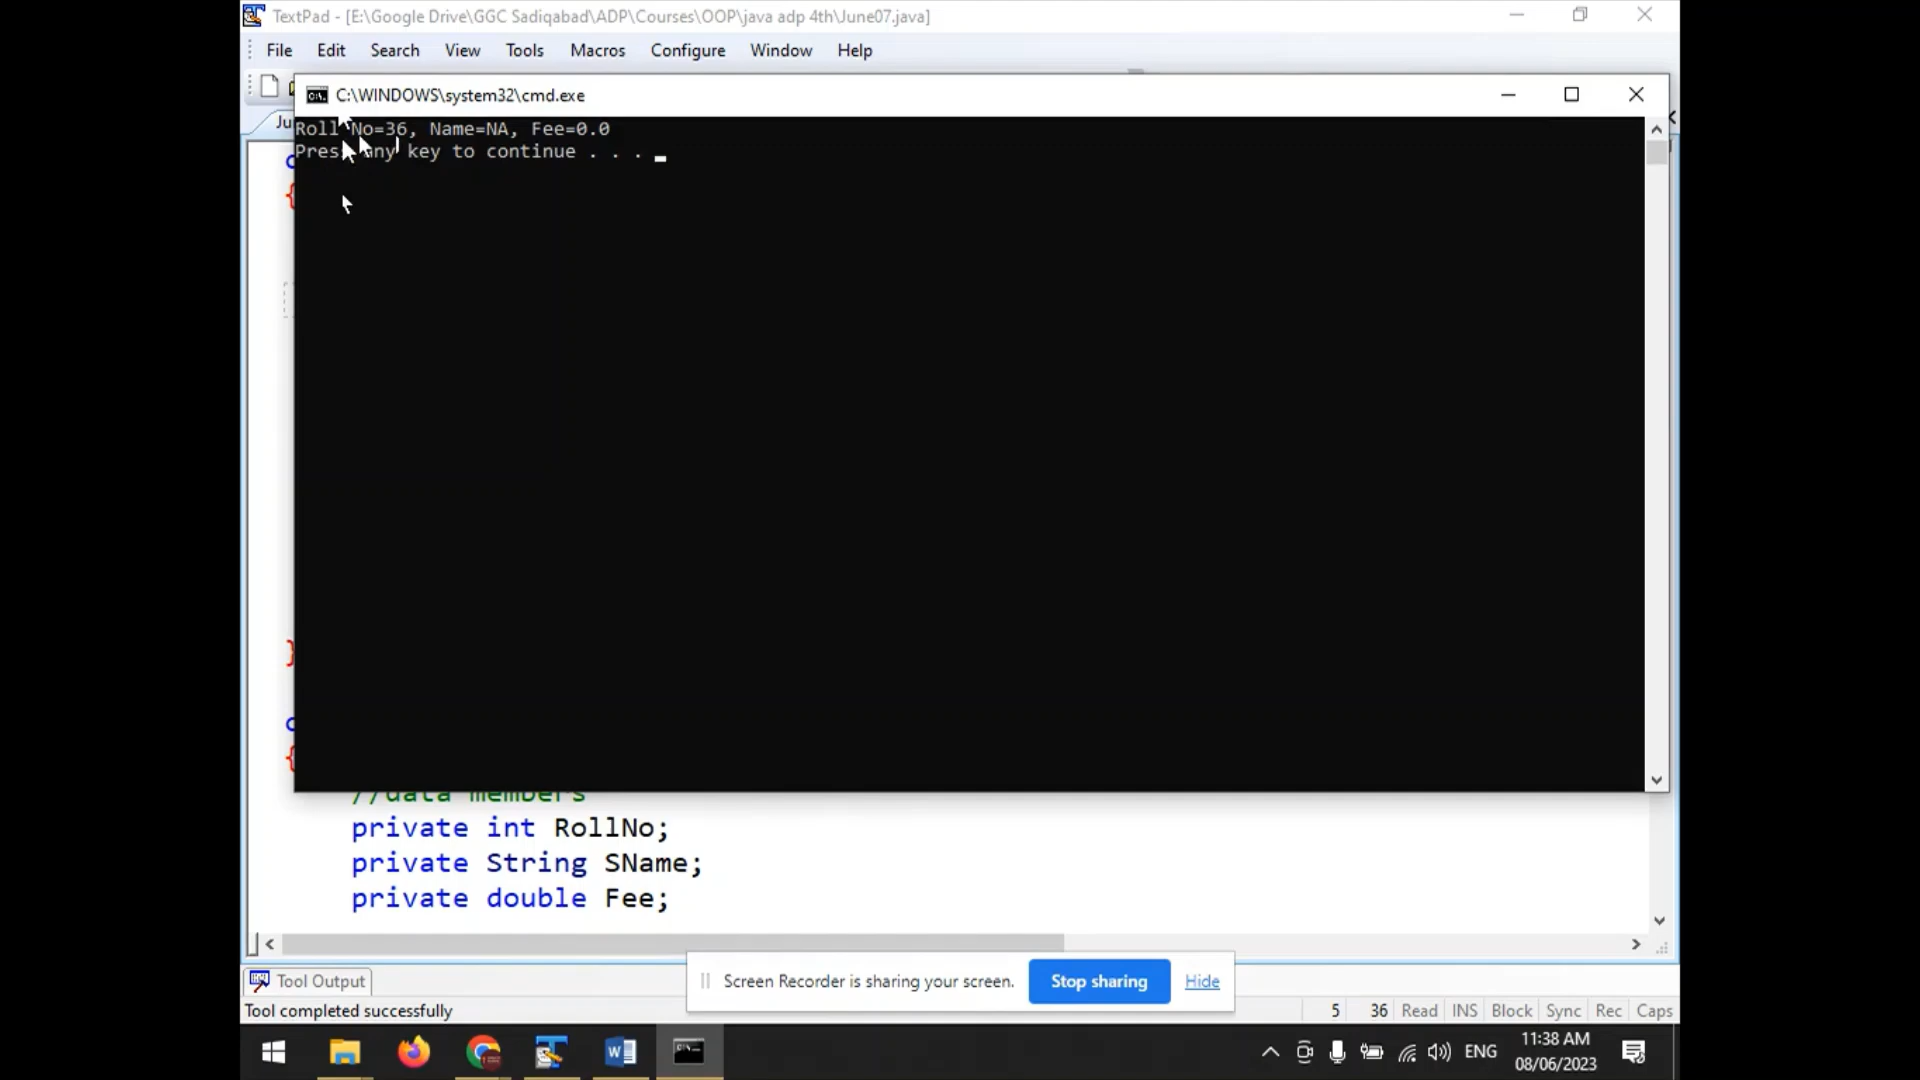 TextPad - [E:\Google Drive\GGC Sadiqabad\ADP\Courses\OOP\java adp 4th\June07.java]
File Edit Search View Tools Macros Configure Window Help
C:\WINDOWS\system32\cmd.exe
Ju
Roll No=36, Name=NA, Fee=0.0
Press any key to continue . . .
{
}
{
//data members
private int RollNo;
private String SName;
private double Fee;
Tool Output
Screen Recorder is sharing your screen. Stop sharing Hide
Tool completed successfully
5 36 Read INS Block Sync Rec Caps
ENG
11:38 AM
08/06/2023